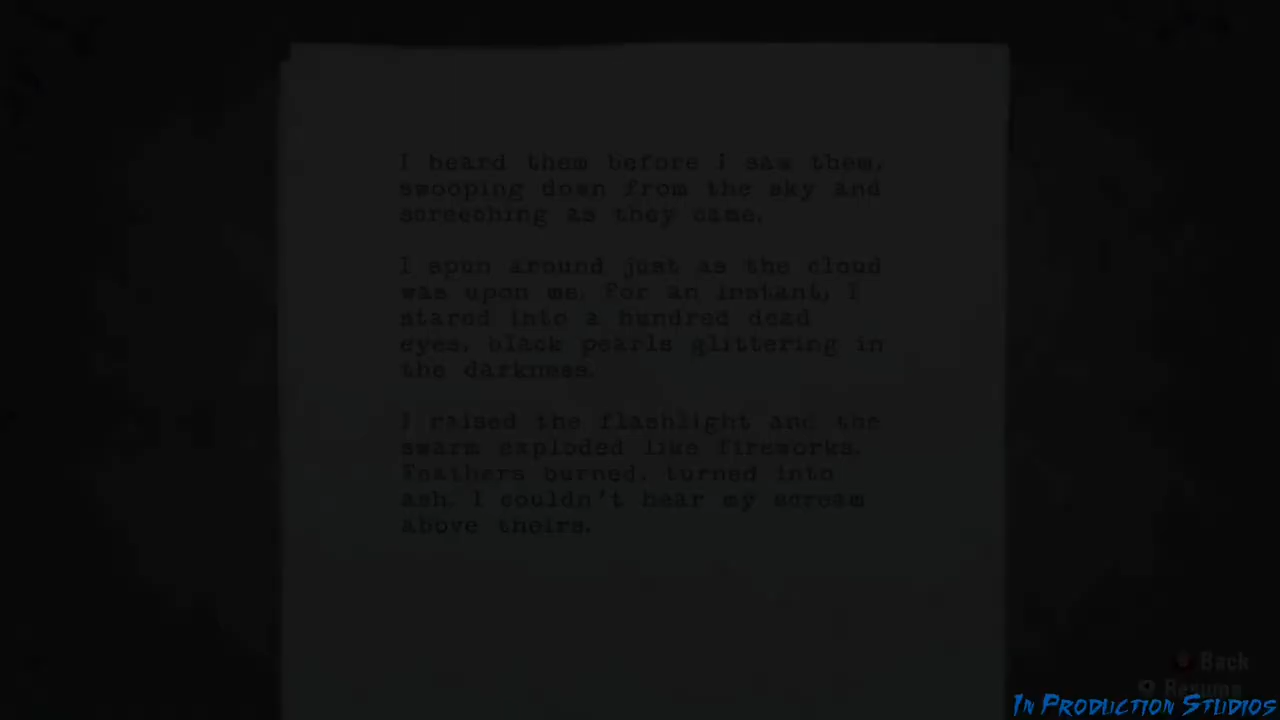 I heard them before I saw them,
swooping down from the sky and
screeching as they came.
I spun around just as the cloud
was upon me. For an instant, I
stared into a hundred dead
eyes, black pearls glittering in
the darkness.
I raised the flashlight and the
swarm exploded like fireworks.
Feathers burned, turned into
ash. I couldn't hear my scream
above theirs.
Back
Resume
In Production Studios